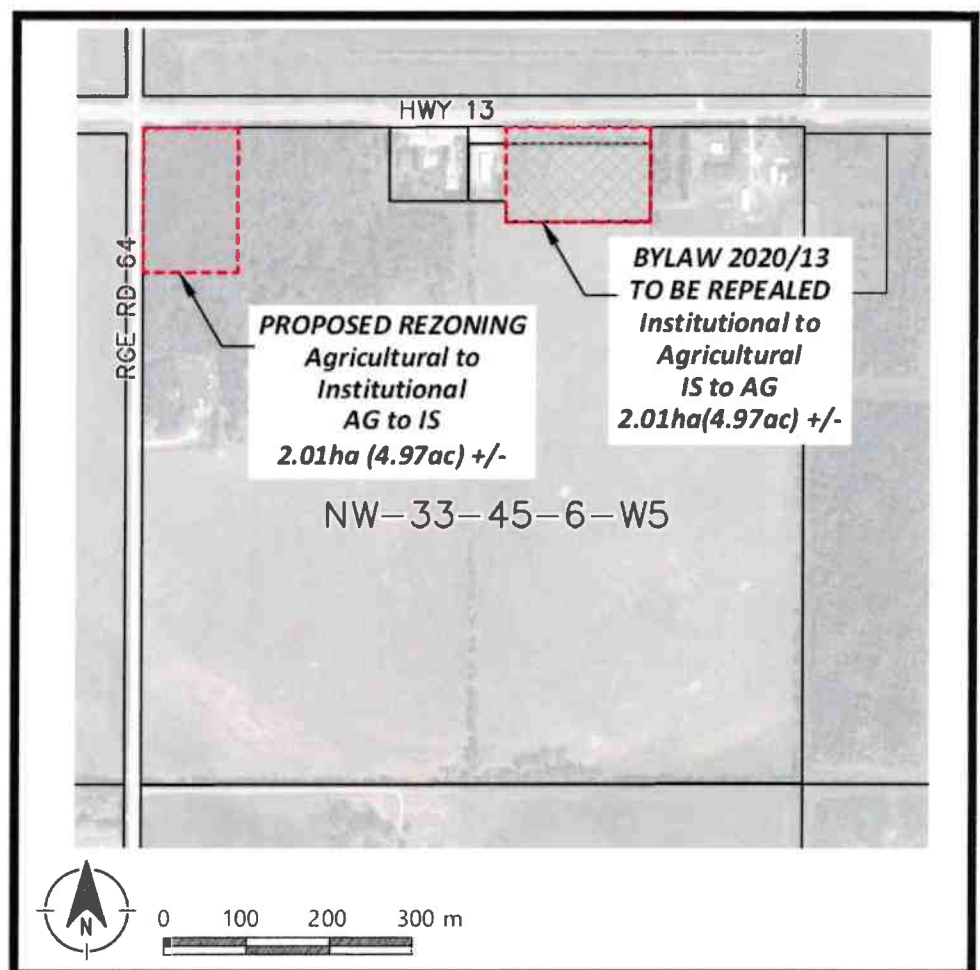 HWY 13
RGE-RD-64
PROPOSED REZONING
Agricultural to
Institutional
AG to IS
2.01ha (4.97ac) +/-
BYLAW 2020/13
TO BE REPEALED
Institutional to
Agricultural
IS to AG
2.01ha(4.97ac) +/-
NW-33-45-6-W5
N
0 100 200 300 m